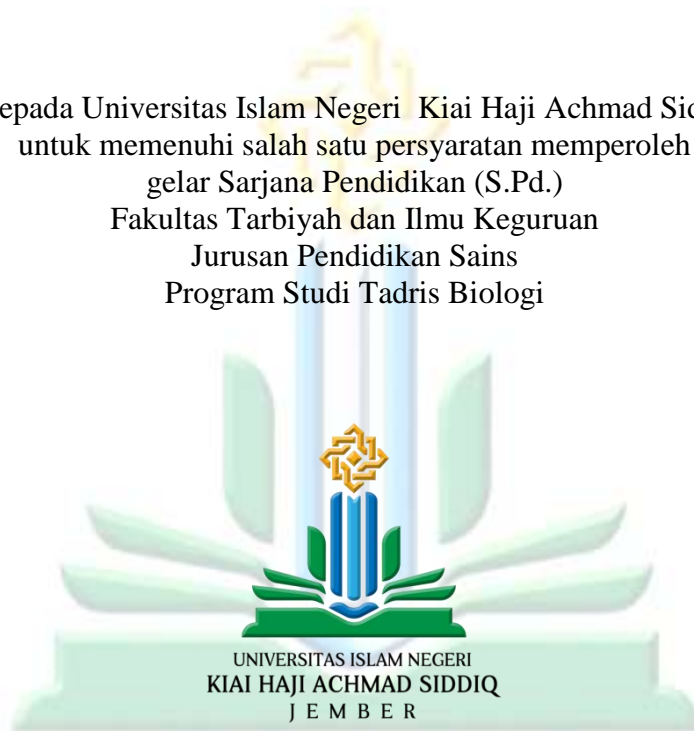 epada Universitas Islam Negeri Kiai Haji Achmad
untuk memenuhi salah satu persyaratan memperoleh
gelar Sarjana Pendidikan (S.Pd.)
Fakultas Tarbiyah dan Ilmu Keguruan
Jurusan Pendidikan Sains
Program Studi Tadris Biologi
UNIVERSITAS ISLAM NEGERI
KIAI HAJI ACHMAD SIDDIQ
JEMBER